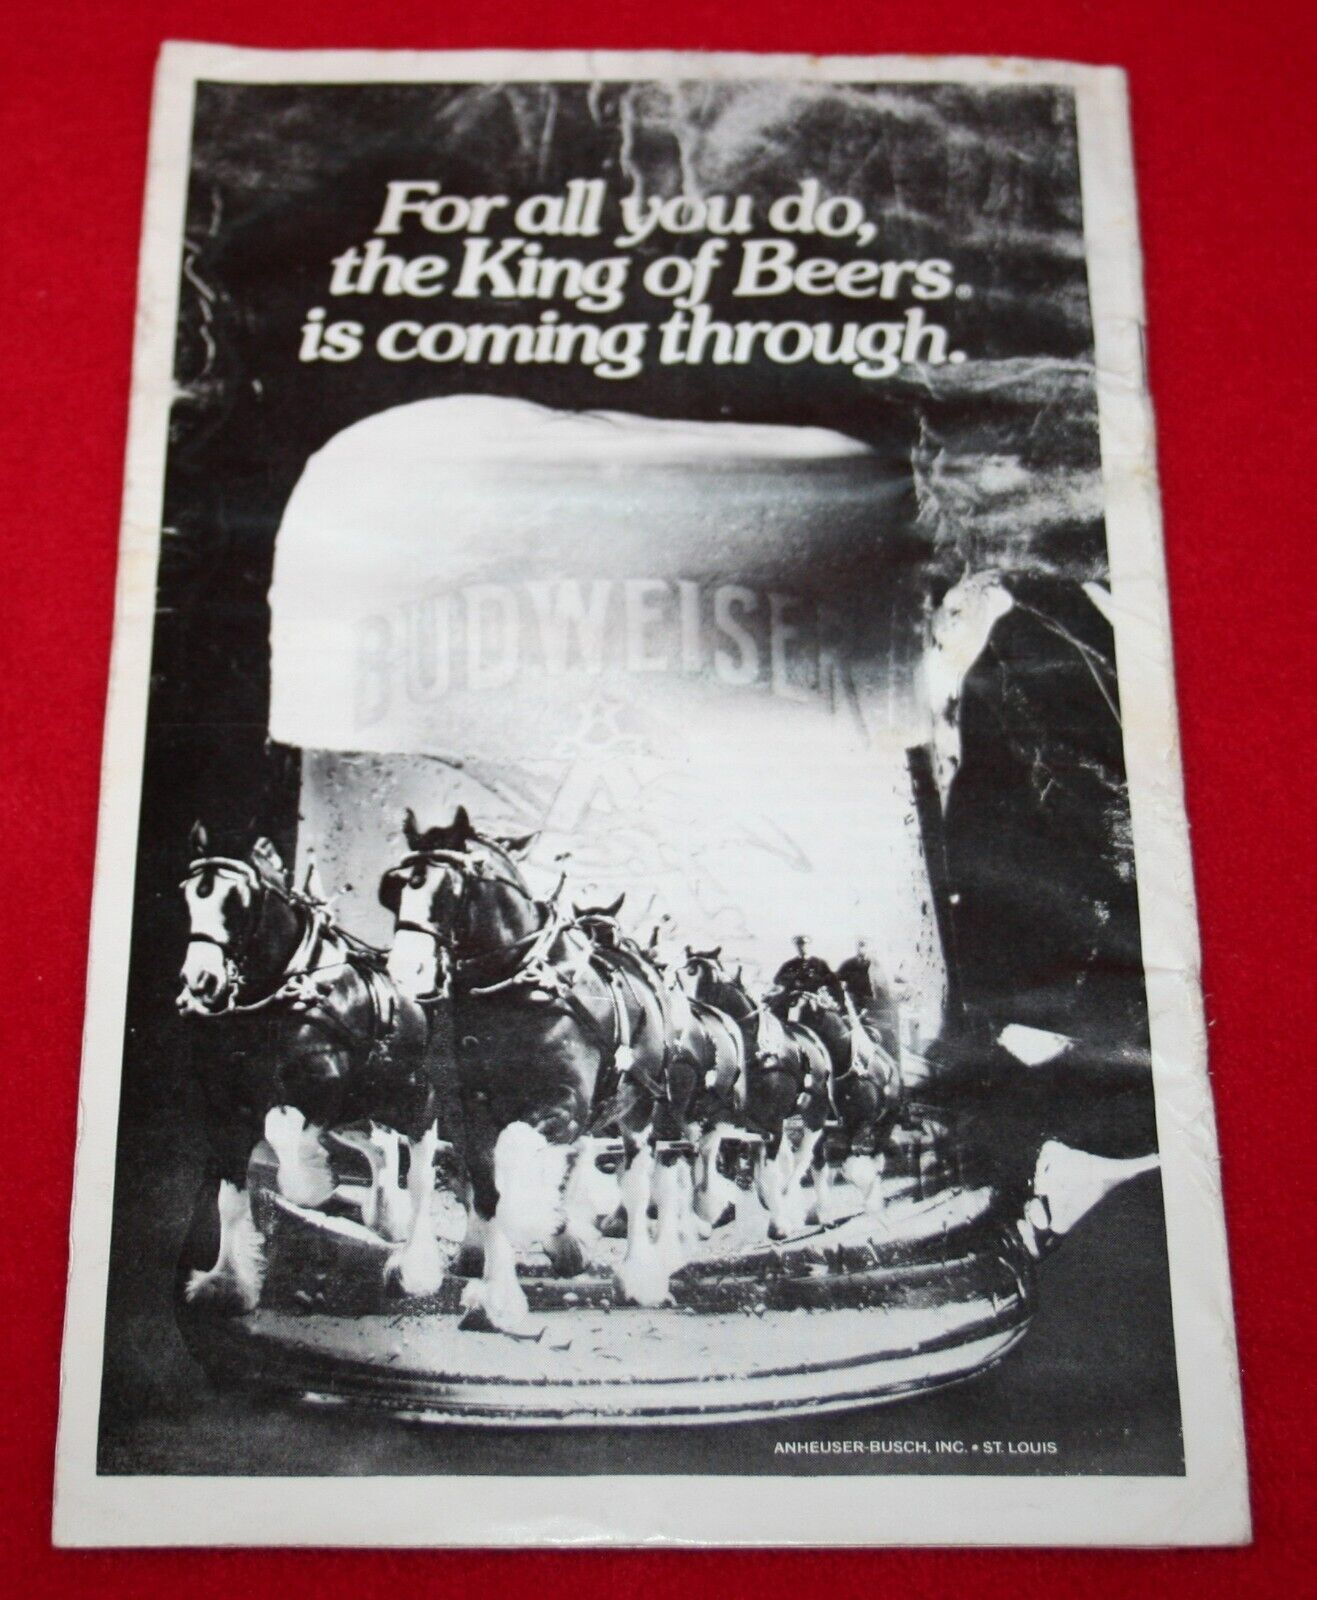 For all you do,
the King of Beers®
is coming through.
BUDWEISER
ANHEUSER-BUSCH, INC. • ST. LOUIS